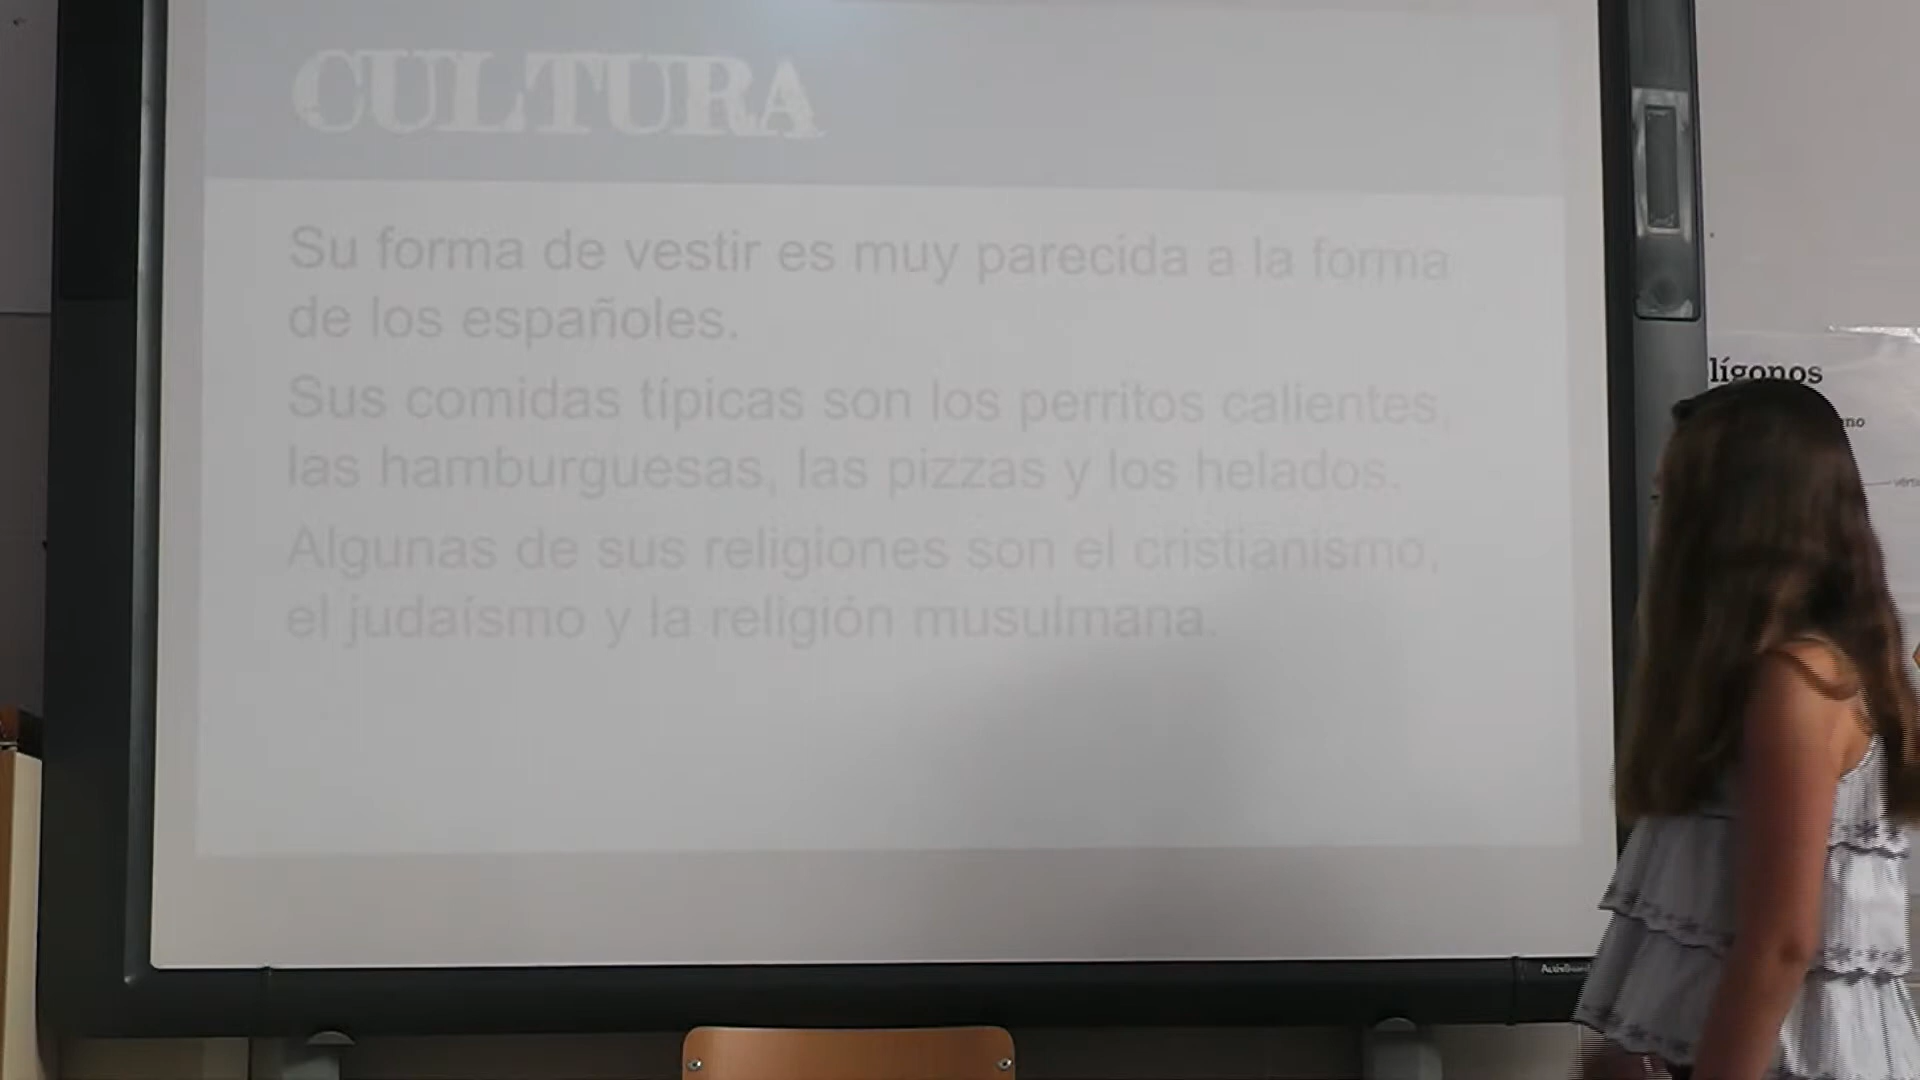 CULTURA
Su forma de vestir es muy parecida a la forma
de los españoles.
Sus comidas típicas son los perritos calientes,
las hamburguesas, las pizzas y los helados.
Algunas de sus religiones son el cristianismo,
el judaísmo y la religión musulmana.
lígonos